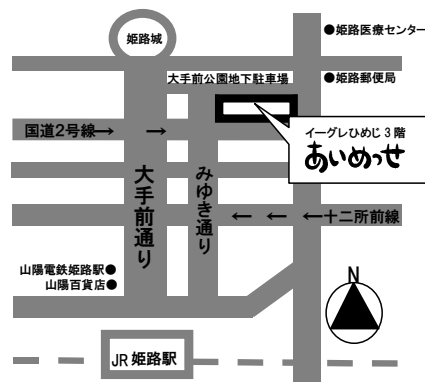 姫路城
●姫路医療センター
大手前公園地下駐車場
●姫路郵便局
国道2号線→ →
イーグレひめじ3階
あいめっせ
大手前通り
みゆき通り
← ← ←十二所前線
山陽電鉄姫路駅●
山陽百貨店●
N
JR 姫路駅